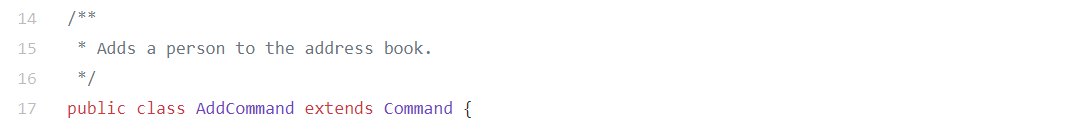 14 /**
15 * Adds a person to the address book.
16 */
17 public class AddCommand extends Command {